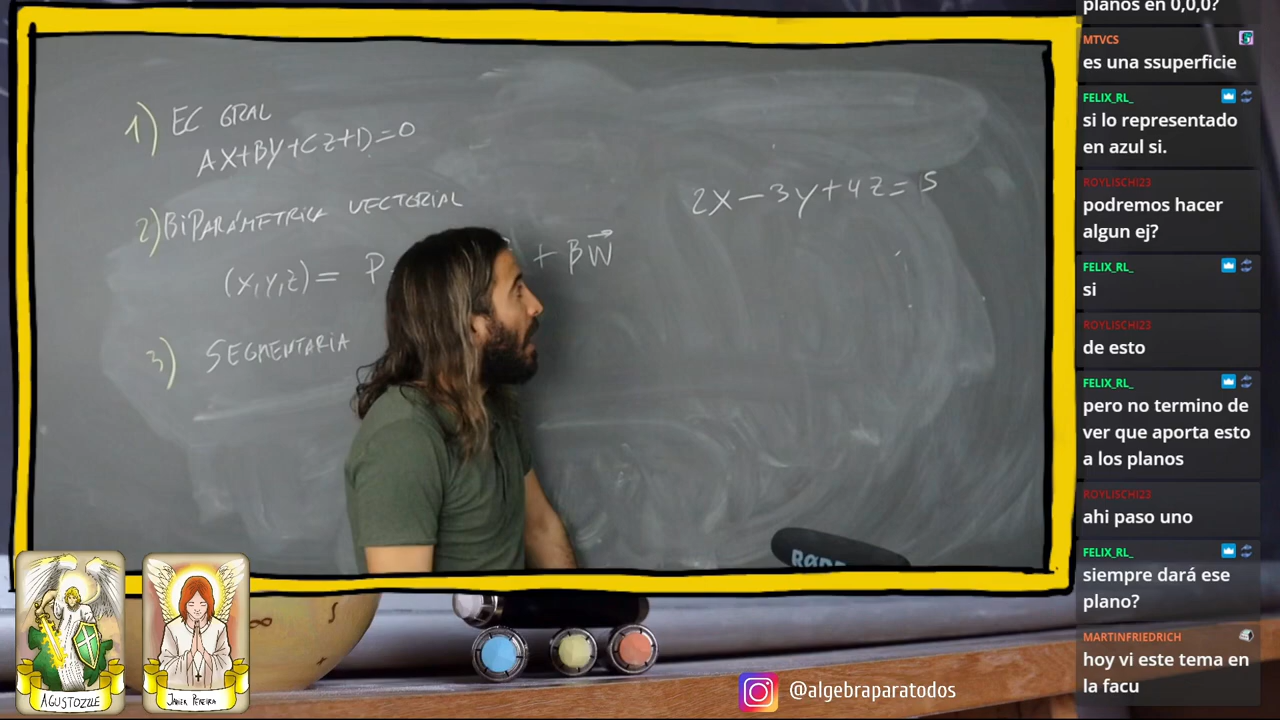 1) EC GRAL
AX+BY+CZ+D=0
2) BIPARAMETRICA VECTORIAL
(X,Y,Z)= P
+ βW⃗
3) SEGMENTARIA
2X-3Y+4Z=5
RØDE
AGUSTOZZLE
JAVIER PEREIRA
@algebraparatodos
planos en 0,0,0?
MTVCS
es una ssuperficie
FELIX_RL_
si lo representado
en azul si.
ROYLISCHI23
podremos hacer
algun ej?
FELIX_RL_
si
ROYLISCHI23
de esto
FELIX_RL_
pero no termino de
ver que aporta esto
a los planos
ROYLISCHI23
ahi paso uno
FELIX_RL_
siempre dará ese
plano?
MARTINFRIEDRICH
hoy vi este tema en
la facu